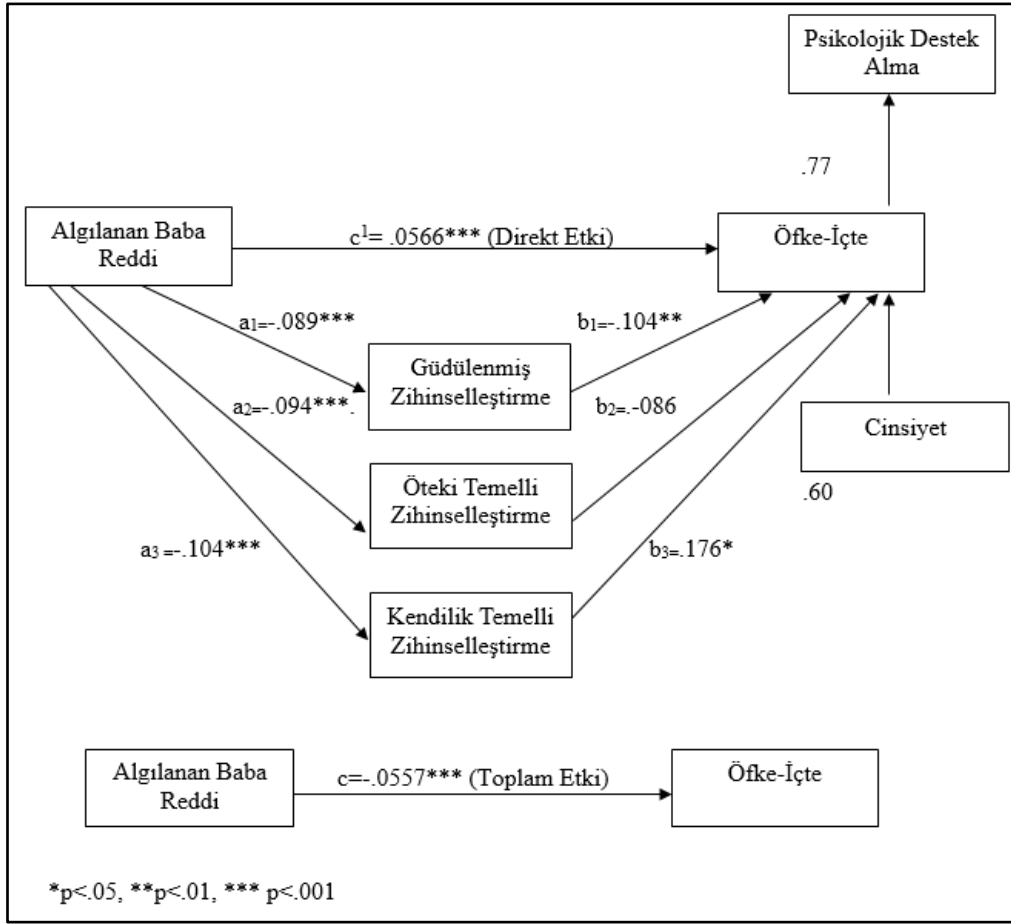 Psikolojik Destek
Alma
.77
Algılanan Baba
Reddi
c¹= .0566*** (Direkt Etki)
Öfke-İçte
a₁=-.089***
b₁=-.104**
Güdülenmiş
Zihinselleştirme
a₂=-.094***.
b₂=.-086
Cinsiyet
Öteki Temelli
Zihinselleştirme
.60
a₃ =-.104***
b₃=.176*
Kendilik Temelli
Zihinselleştirme
Algılanan Baba
Reddi
c=-.0557*** (Toplam Etki)
Öfke-İçte
*p<.05, **p<.01, *** p<.001